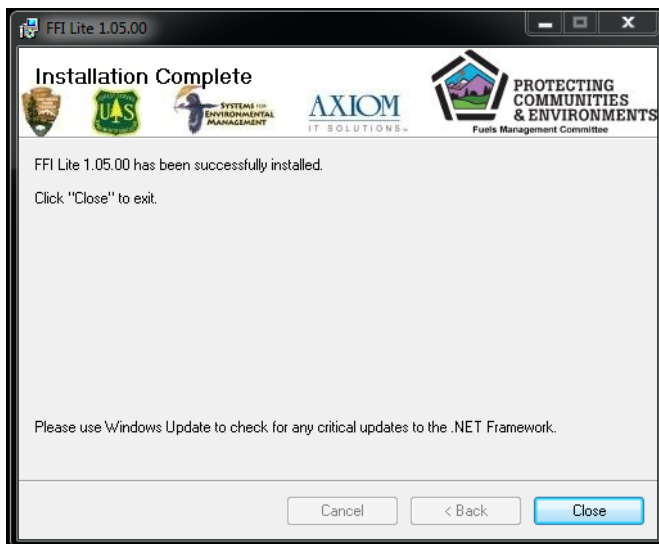 FFI Lite 1.05.00
Installation Complete
UAS
SYSTEMS FOR
ENVIRONMENTAL
MANAGEMENT
AXIOM
IT SOLUTIONS
PROTECTING
COMMUNITIES
& ENVIRONMENTS
Fuels Management Committee
FFI Lite 1.05.00 has been successfully installed.
Click "Close" to exit.
Please use Windows Update to check for any critical updates to the .NET Framework.
Cancel
< Back
Close